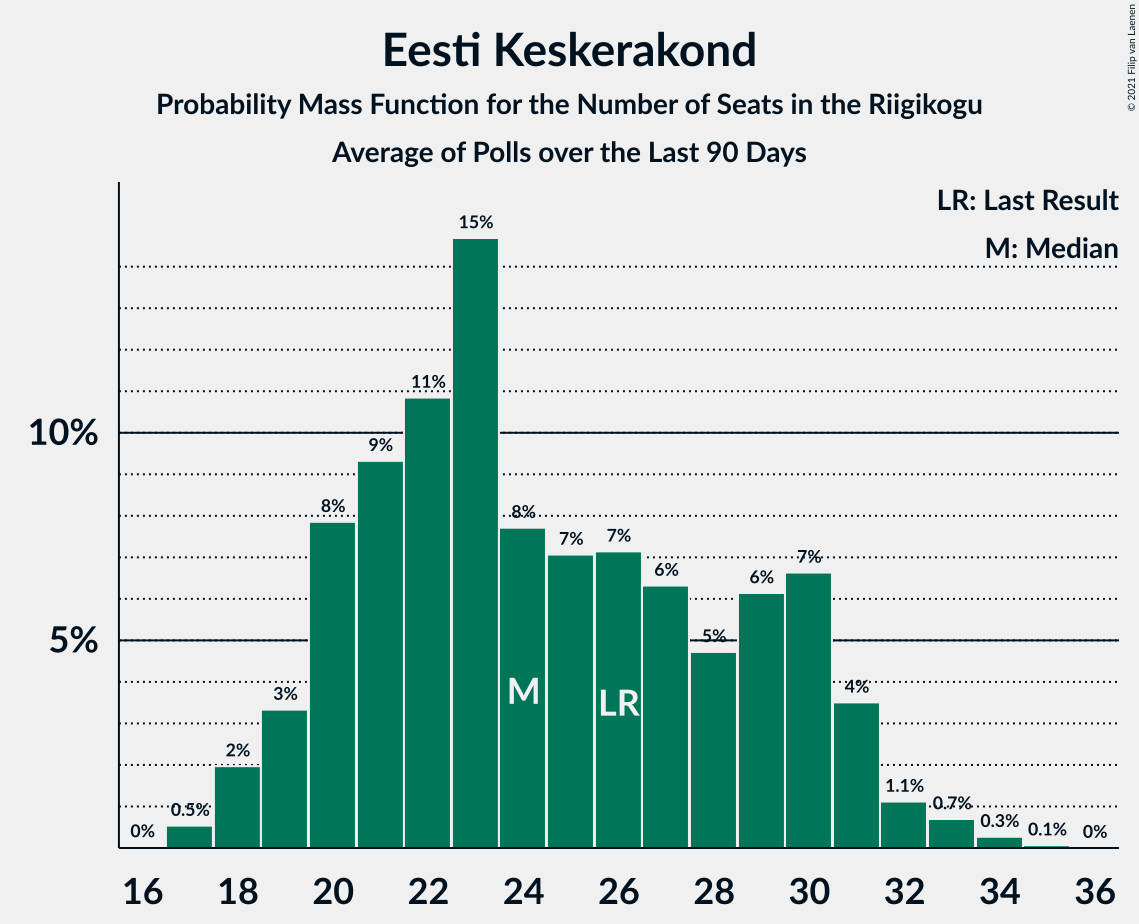 Eesti Keskerakond
Probability Mass Function for the Number of Seats in the Riigikogu
Average of Polls over the Last 90 Days
© 2021 Filip van Laenen
LR: Last Result
M: Median
15%
11%
10%
9%
8%
8%
7%
7%
6%
5%
6%
7%
5%
4%
3%
2%
0.5%
0%
1.1%
0.7%
0.3%
0.1%
0%
M
LR
16 18 20 22 24 26 28 30 32 34 36